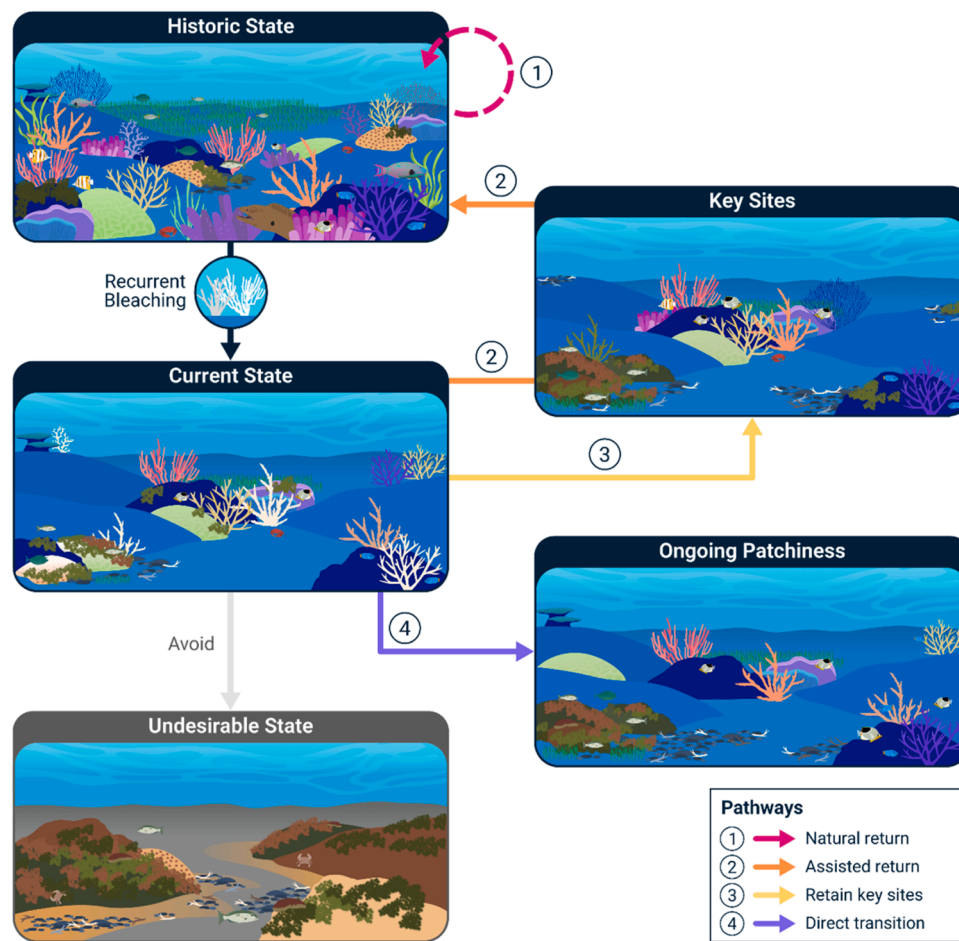 Historic State
1
2
Key Sites
Recurrent
Bleaching
Current State
2
3
Ongoing Patchiness
4
Avoid
Undesirable State
Pathways
1 Natural return
2 Assisted return
3 Retain key sites
4 Direct transition